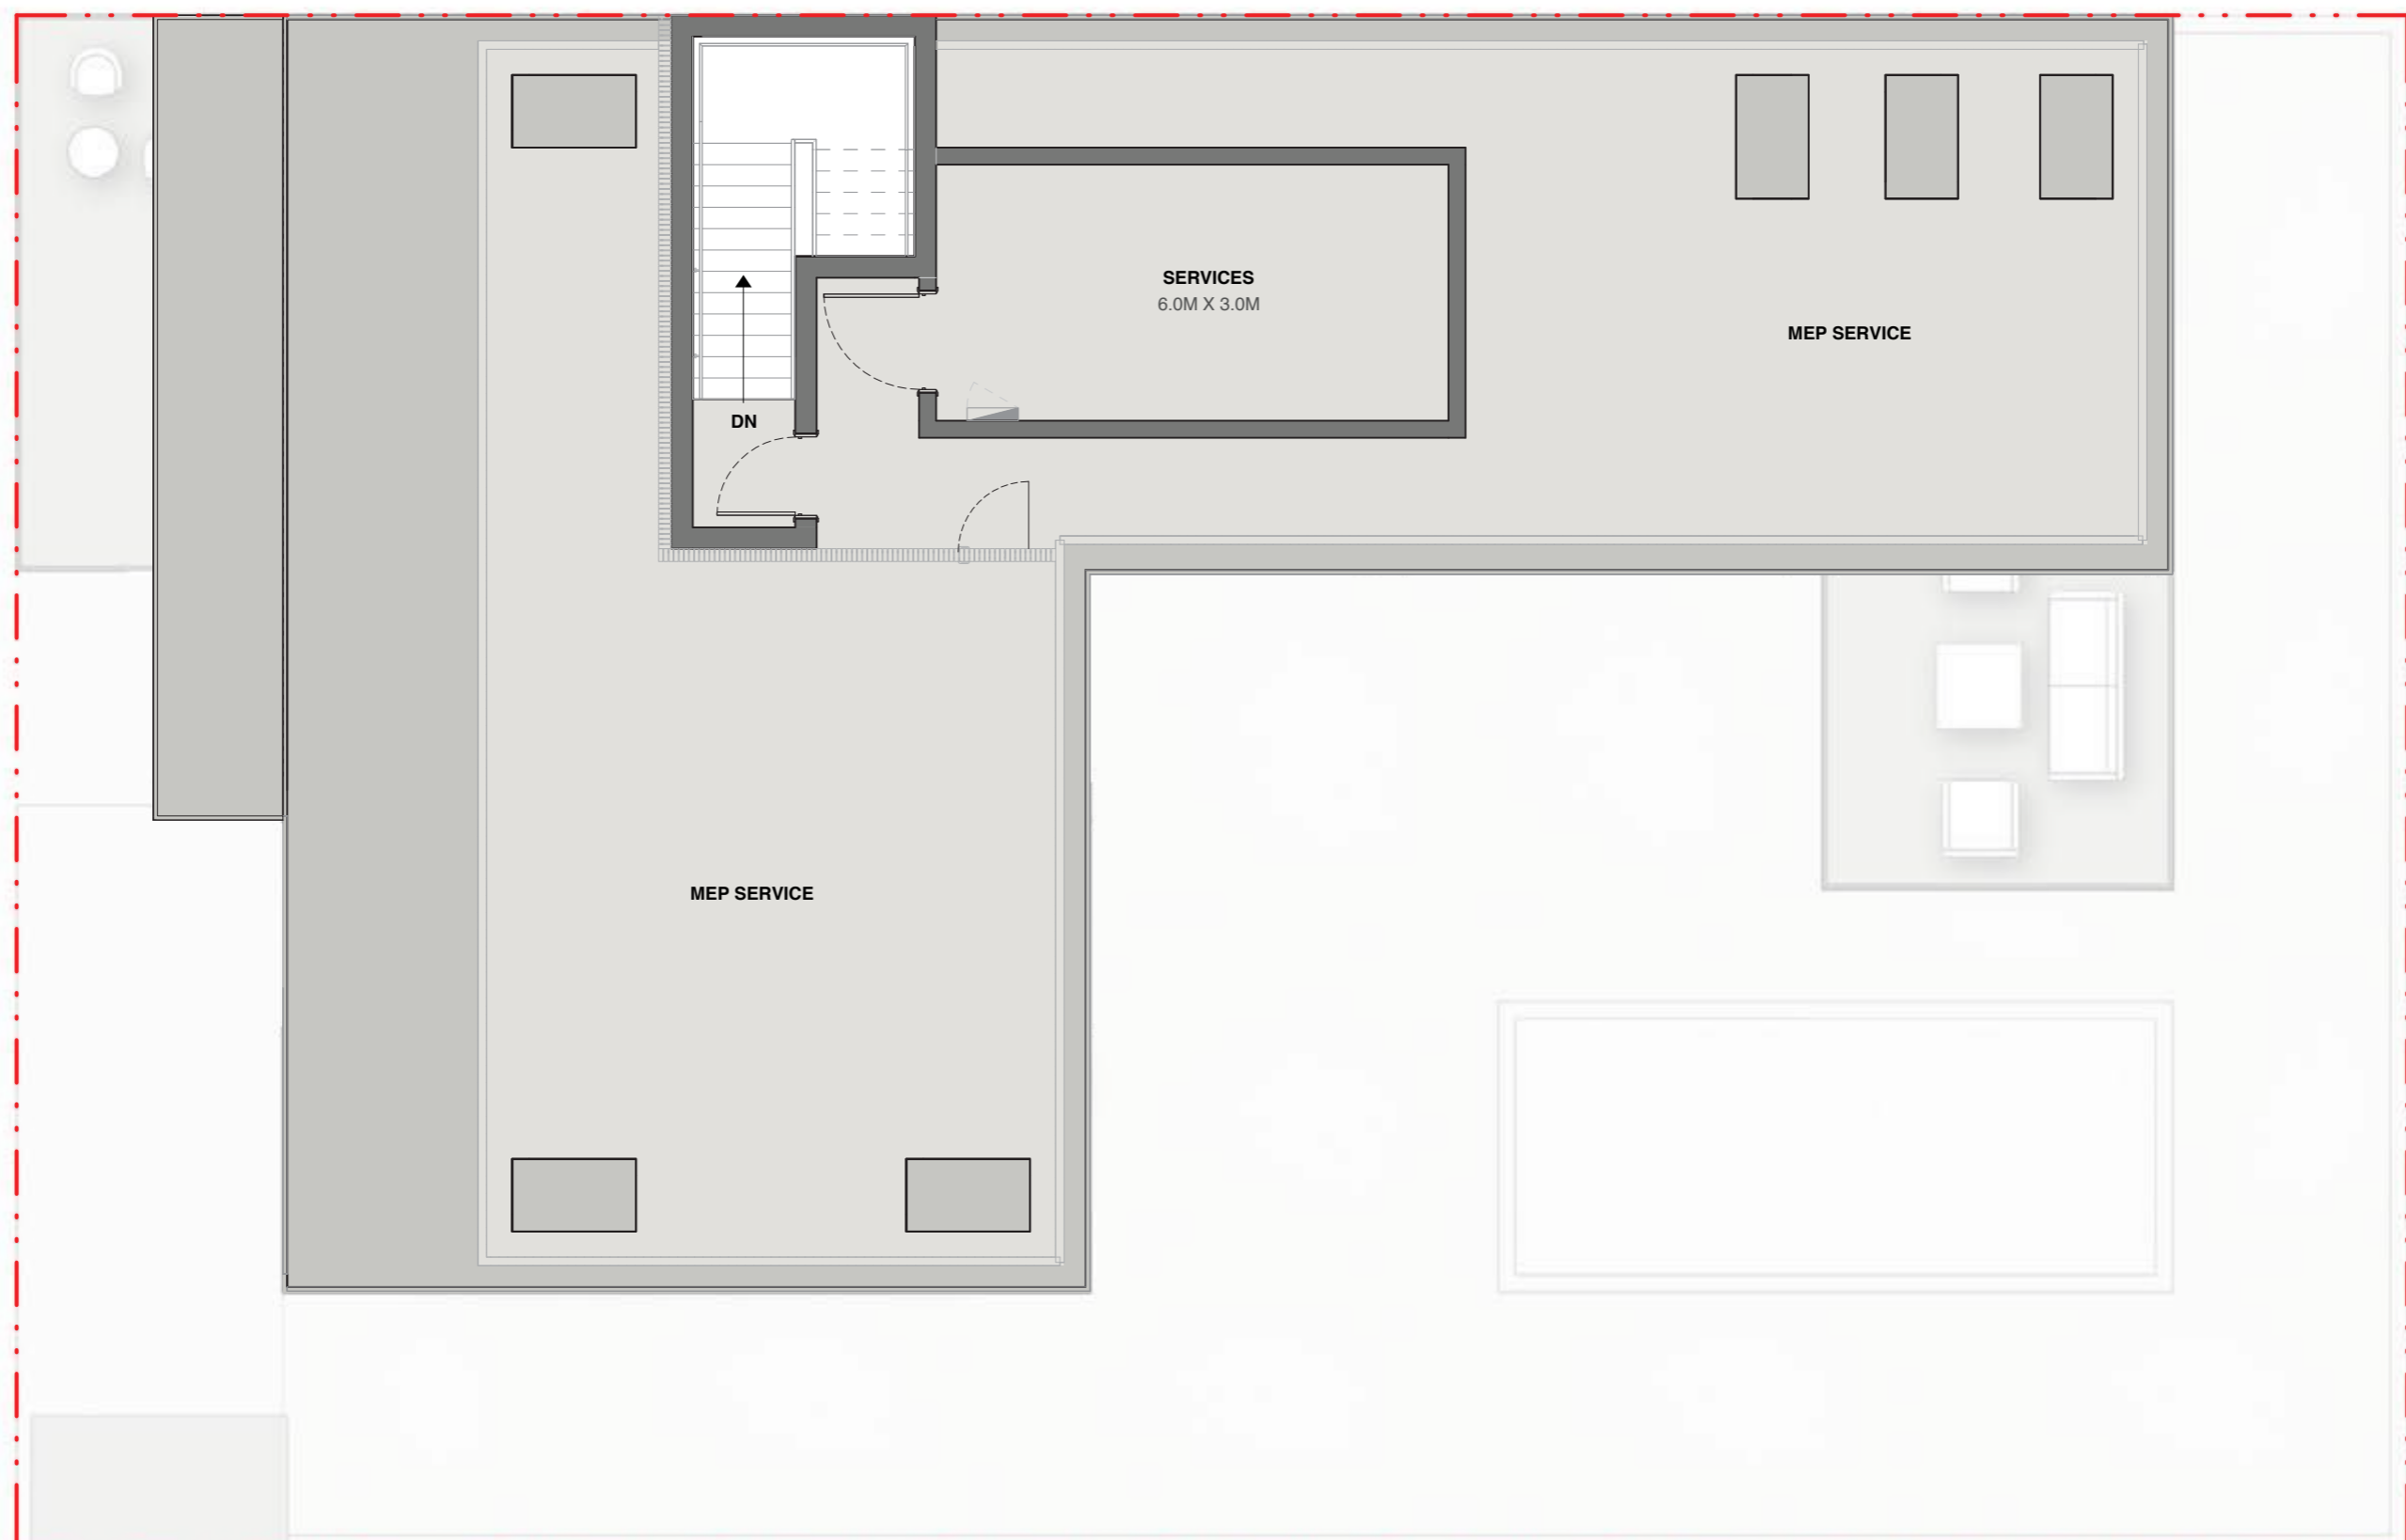 SERVICES
6.0M X 3.0M
MEP SERVICE
DN
MEP SERVICE